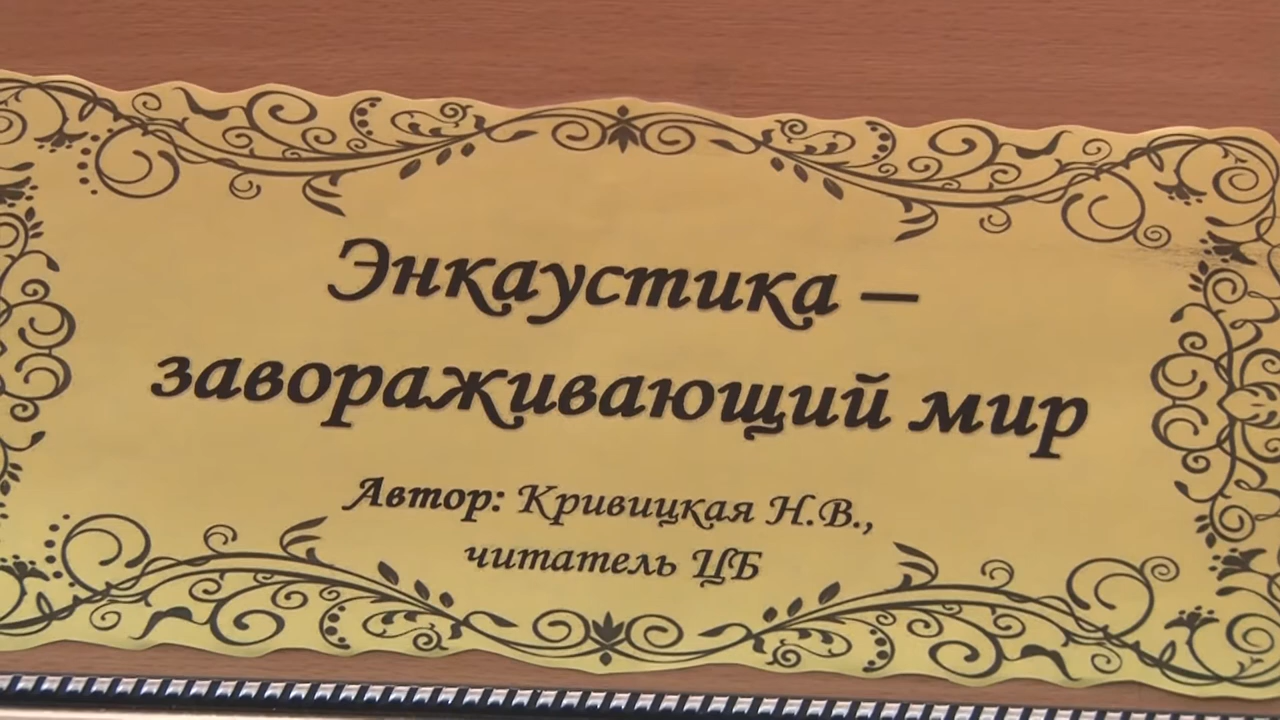 Энкаустика –
завораживающий мир
Автор: Кривицкая Н.В.,
читатель ЦБ